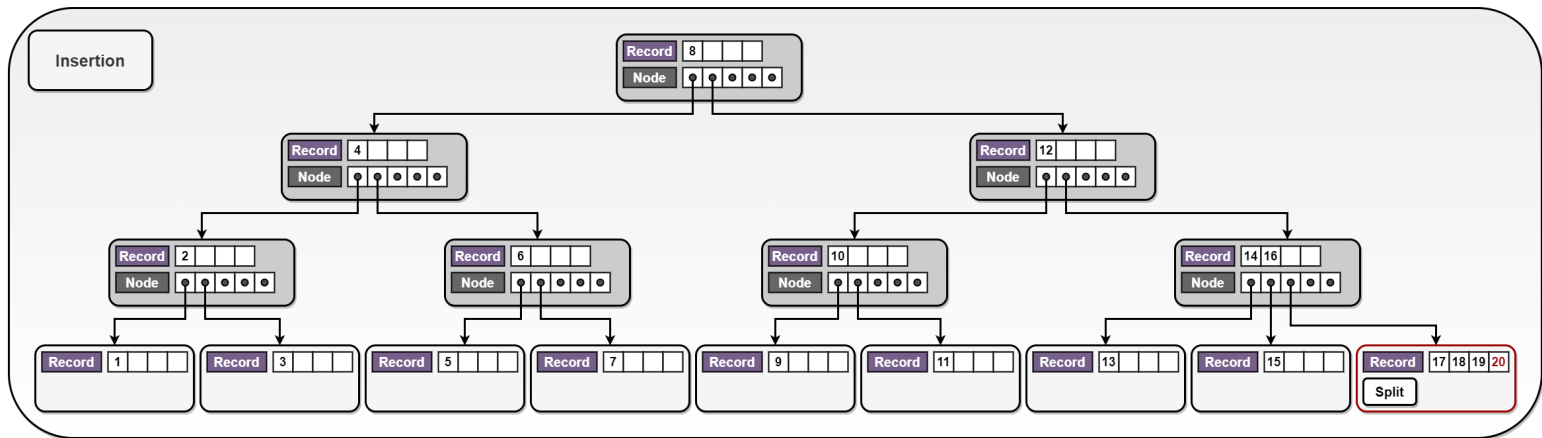 Insertion
Record 8
Node
Record 4
Node
Record 12
Node
Record 2
Node
Record 6
Node
Record 10
Node
Record 14 16
Node
Record 1
Record 3
Record 5
Record 7
Record 9
Record 11
Record 13
Record 15
Record 17 18 19 20
Split